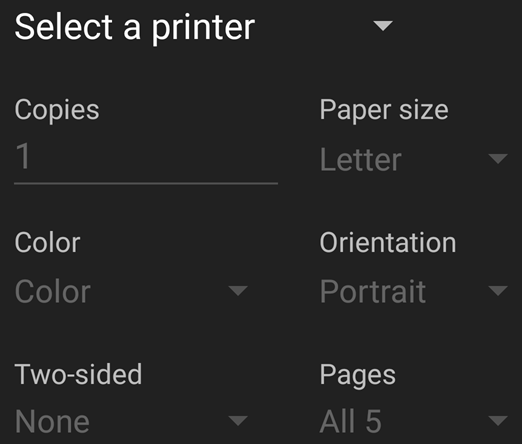 Select a printer
Copies
Paper size
1
Letter
Color
Orientation
Color
Portrait
Two-sided
Pages
None
All 5